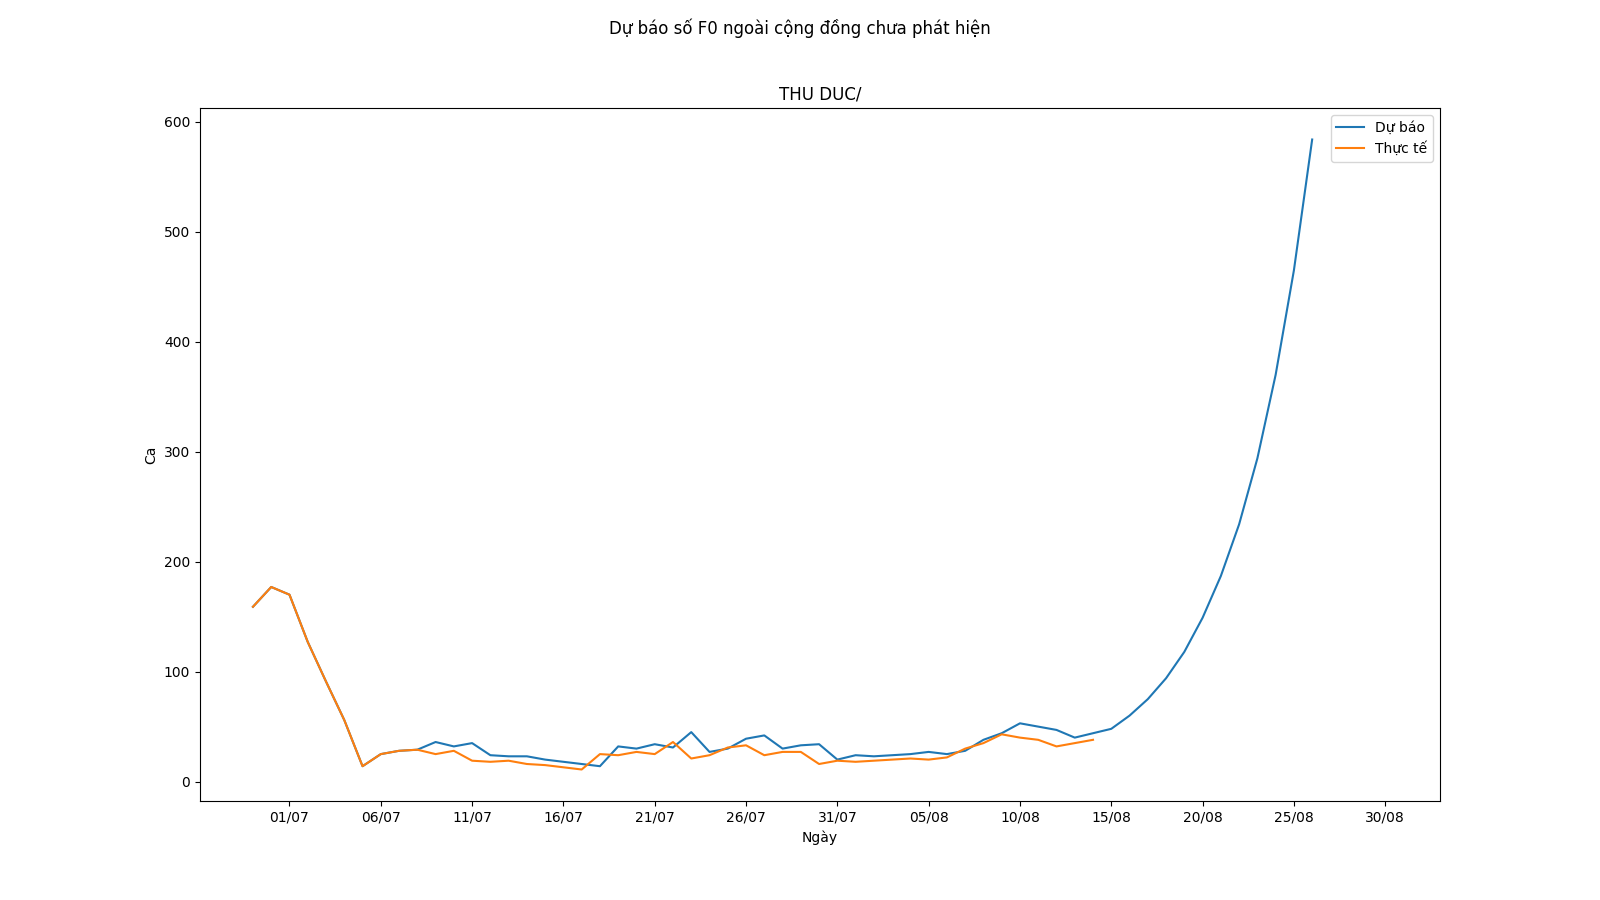 Dự báo số F0 ngoài cộng đồng chưa phát hiện
THU DUC/
Dự báo
Thực tế
600
500
400
300
200
100
0
Ca
01/07 06/07 11/07 16/07 21/07 26/07 31/07 05/08 10/08 15/08 20/08 25/08 30/08
Ngày